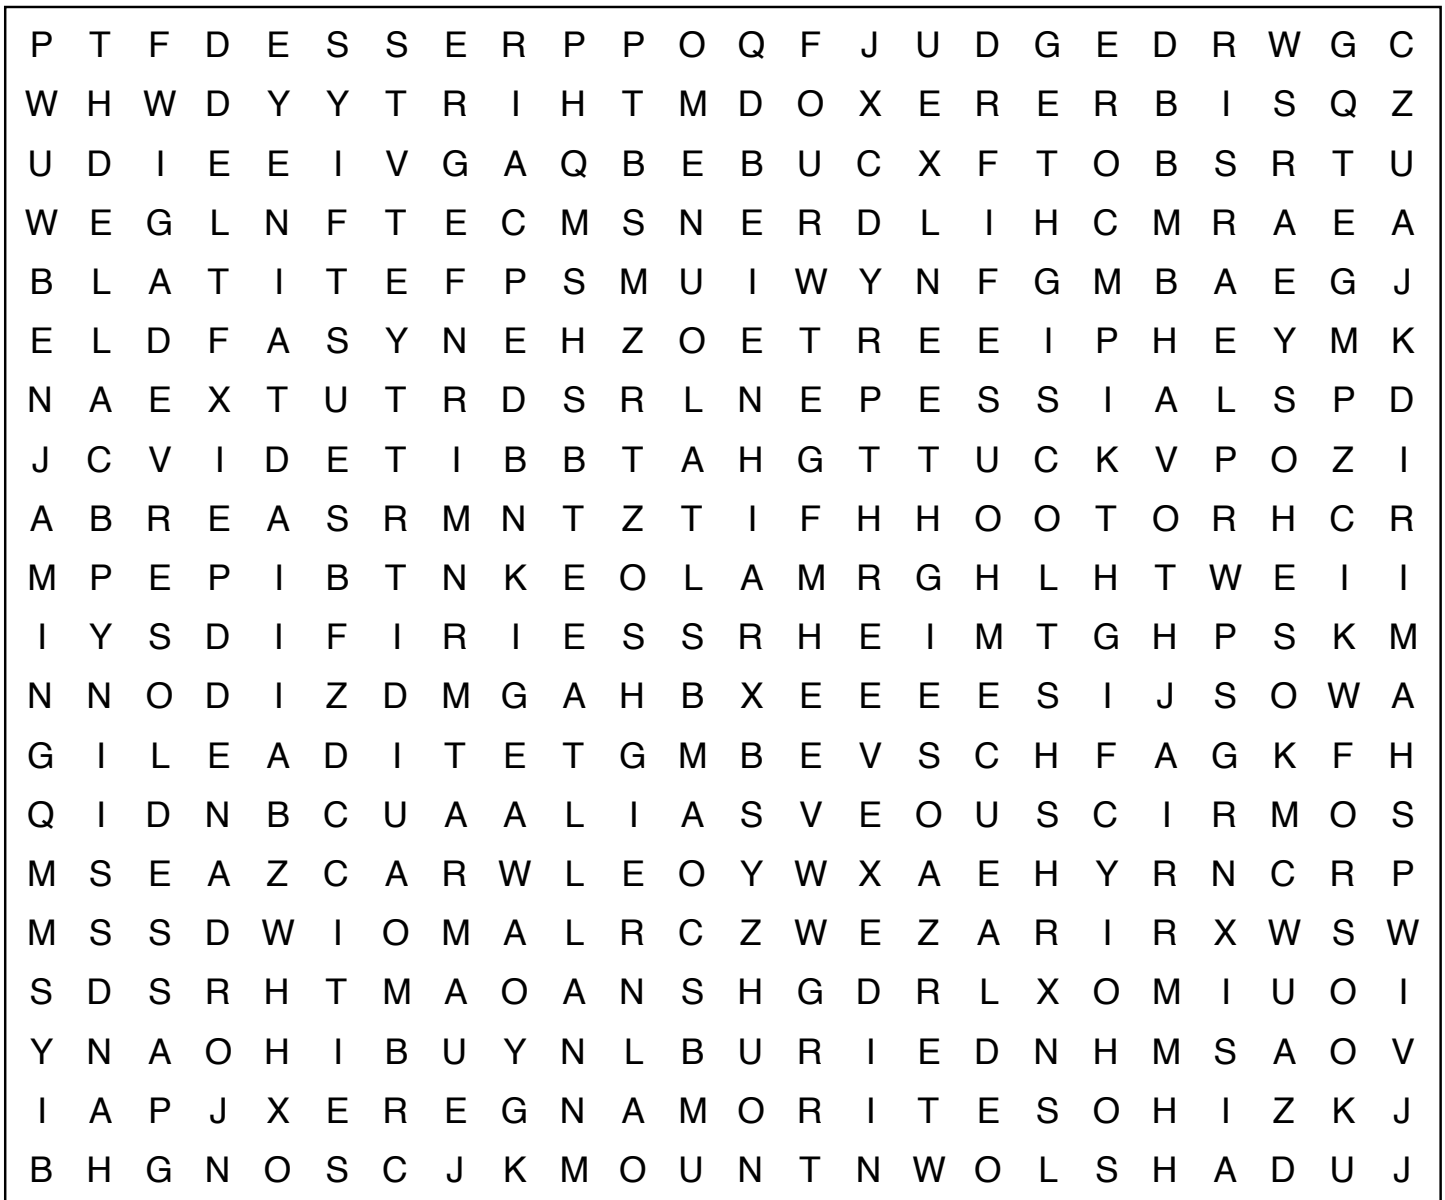 P T F D E S S E R P P O Q F J U D G E D R W G C
W H W D Y Y T R I H T M D O X E R E R B I S Q Z
U D I E E I V G A Q B E B U C X F T O B S R T U
W E G L N F T E C M S N E R D L I H C M R A E A
B L A T I T E F P S M U I W Y N F G M B A E G J
E L D F A S Y N E H Z O E T R E E I P H E Y M K
N A E X T U T R D S R L N E P E S S I A L S P D
J C V I D E T I B B T A H G T T U C K V P O Z I
A B R E A S R M N T Z T I F H H O O T O R H C R
M P E P I B T N K E O L A M R G H L H T W E I I
I Y S D I F I R I E S S R H E I M T G H P S K M
N N O D I Z D M G A H B X E E E E S I J S O W A
G I L E A D I T E T G M B E V S C H F A G K F H
Q I D N B C U A A L I A S V E O U S C I R M O S
M S E A Z C A R W L E O Y W X A E H Y R N C R P
M S S D W I O M A L R C Z W E Z A R I R X W S W
S D S R H T M A O A N S H G D R L X O M I U O I
Y N A O H I B U Y N L B U R I E D N H M S A O V
I A P J X E R E G N A M O R I T E S O H I Z K J
B H G N O S C J K M O U N T N W O L S H A D U J